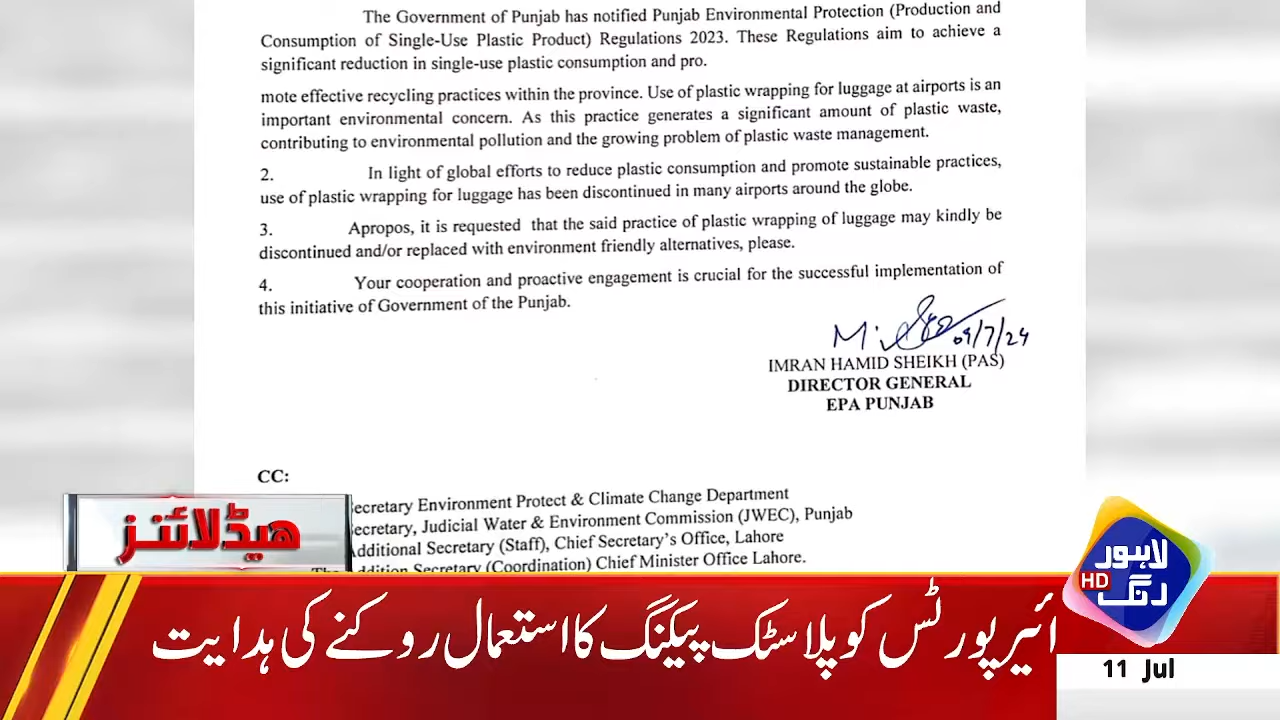 The Government of Punjab has notified Punjab Environmental Protection (Production and
Consumption of Single-Use Plastic Product) Regulations 2023. These Regulations aim to achieve a
significant reduction in single-use plastic consumption and pro.
mote effective recycling practices within the province. Use of plastic wrapping for luggage at airports is an
important environmental concern. As this practice generates a significant amount of plastic waste,
contributing to environmental pollution and the growing problem of plastic waste management.
2. In light of global efforts to reduce plastic consumption and promote sustainable practices,
use of plastic wrapping for luggage has been discontinued in many airports around the globe.
3. Apropos, it is requested that the said practice of plastic wrapping of luggage may kindly be
discontinued and/or replaced with environment friendly alternatives, please.
4. Your cooperation and proactive engagement is crucial for the successful implementation of
this initiative of Government of the Punjab.
09/7/24
IMRAN HAMID SHEIKH (PAS)
DIRECTOR GENERAL
EPA PUNJAB
CC:
ecretary Environment Protect & Climate Change Department
ecretary, Judicial Water & Environment Commission (JWEC), Punjab
dditional Secretary (Staff), Chief Secretary's Office, Lahore
ddition Secretary (Coordination) Chief Minister Office Lahore.
ہیڈلائنز
لاہور
رنگ HD
ائیرپورٹس کو پلاسٹک پیکنگ کا استعمال روکنے کی ہدایت
11 Jul